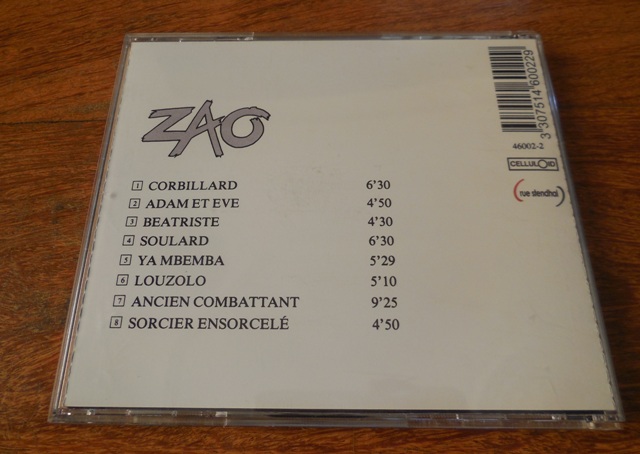 ZAO
1 CORBILLARD 6'30
2 ADAM ET EVE 4'50
3 BEATRISTE 4'30
4 SOULARD 6'30
5 YA MBEMBA 5'29
6 LOUZOLO 5'10
7 ANCIEN COMBATTANT 9'25
8 SORCIER ENSORCELÉ 4'50
3 307514 600229
46002-2
CELLULOID
rue stendhal